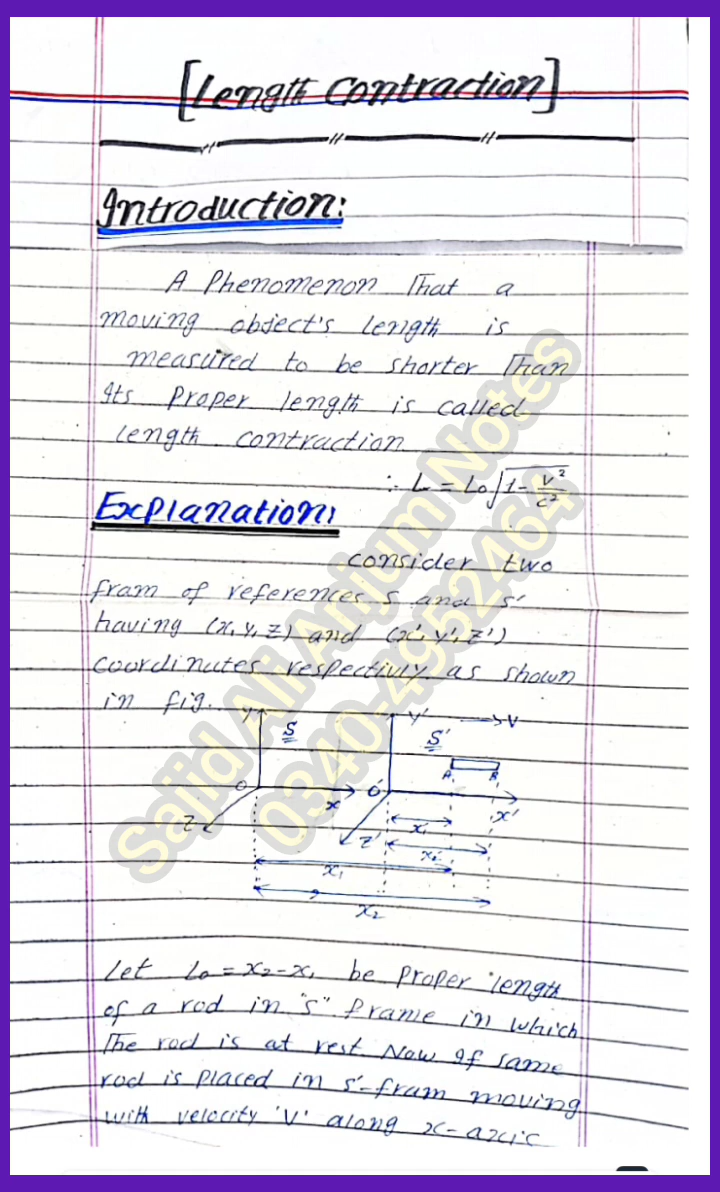 [Length Contraction]
Introduction:
A Phenomenon That a
moving object's length is
measured to be shorter Than
Its Proper length is called
length contraction
∴ L = Lo√1-v²/c²
Explanation:
consider two
fram of references S and S'
having (x,y,z) and (x',y',z')
coordinates respectivly as shown
in fig.
Y S Y' S' →V
A B
O x O' x'
Z Z' x₁' x₂'
x₁
x₂
Let Lo = x₂-x₁ be Proper length
of a rod in "S" frame in which
The rod is at rest Now If same
rod is placed in S'-fram moving
with velocity 'V' along x-axis
Sajid Ali Anjum Notes
0340-4952464